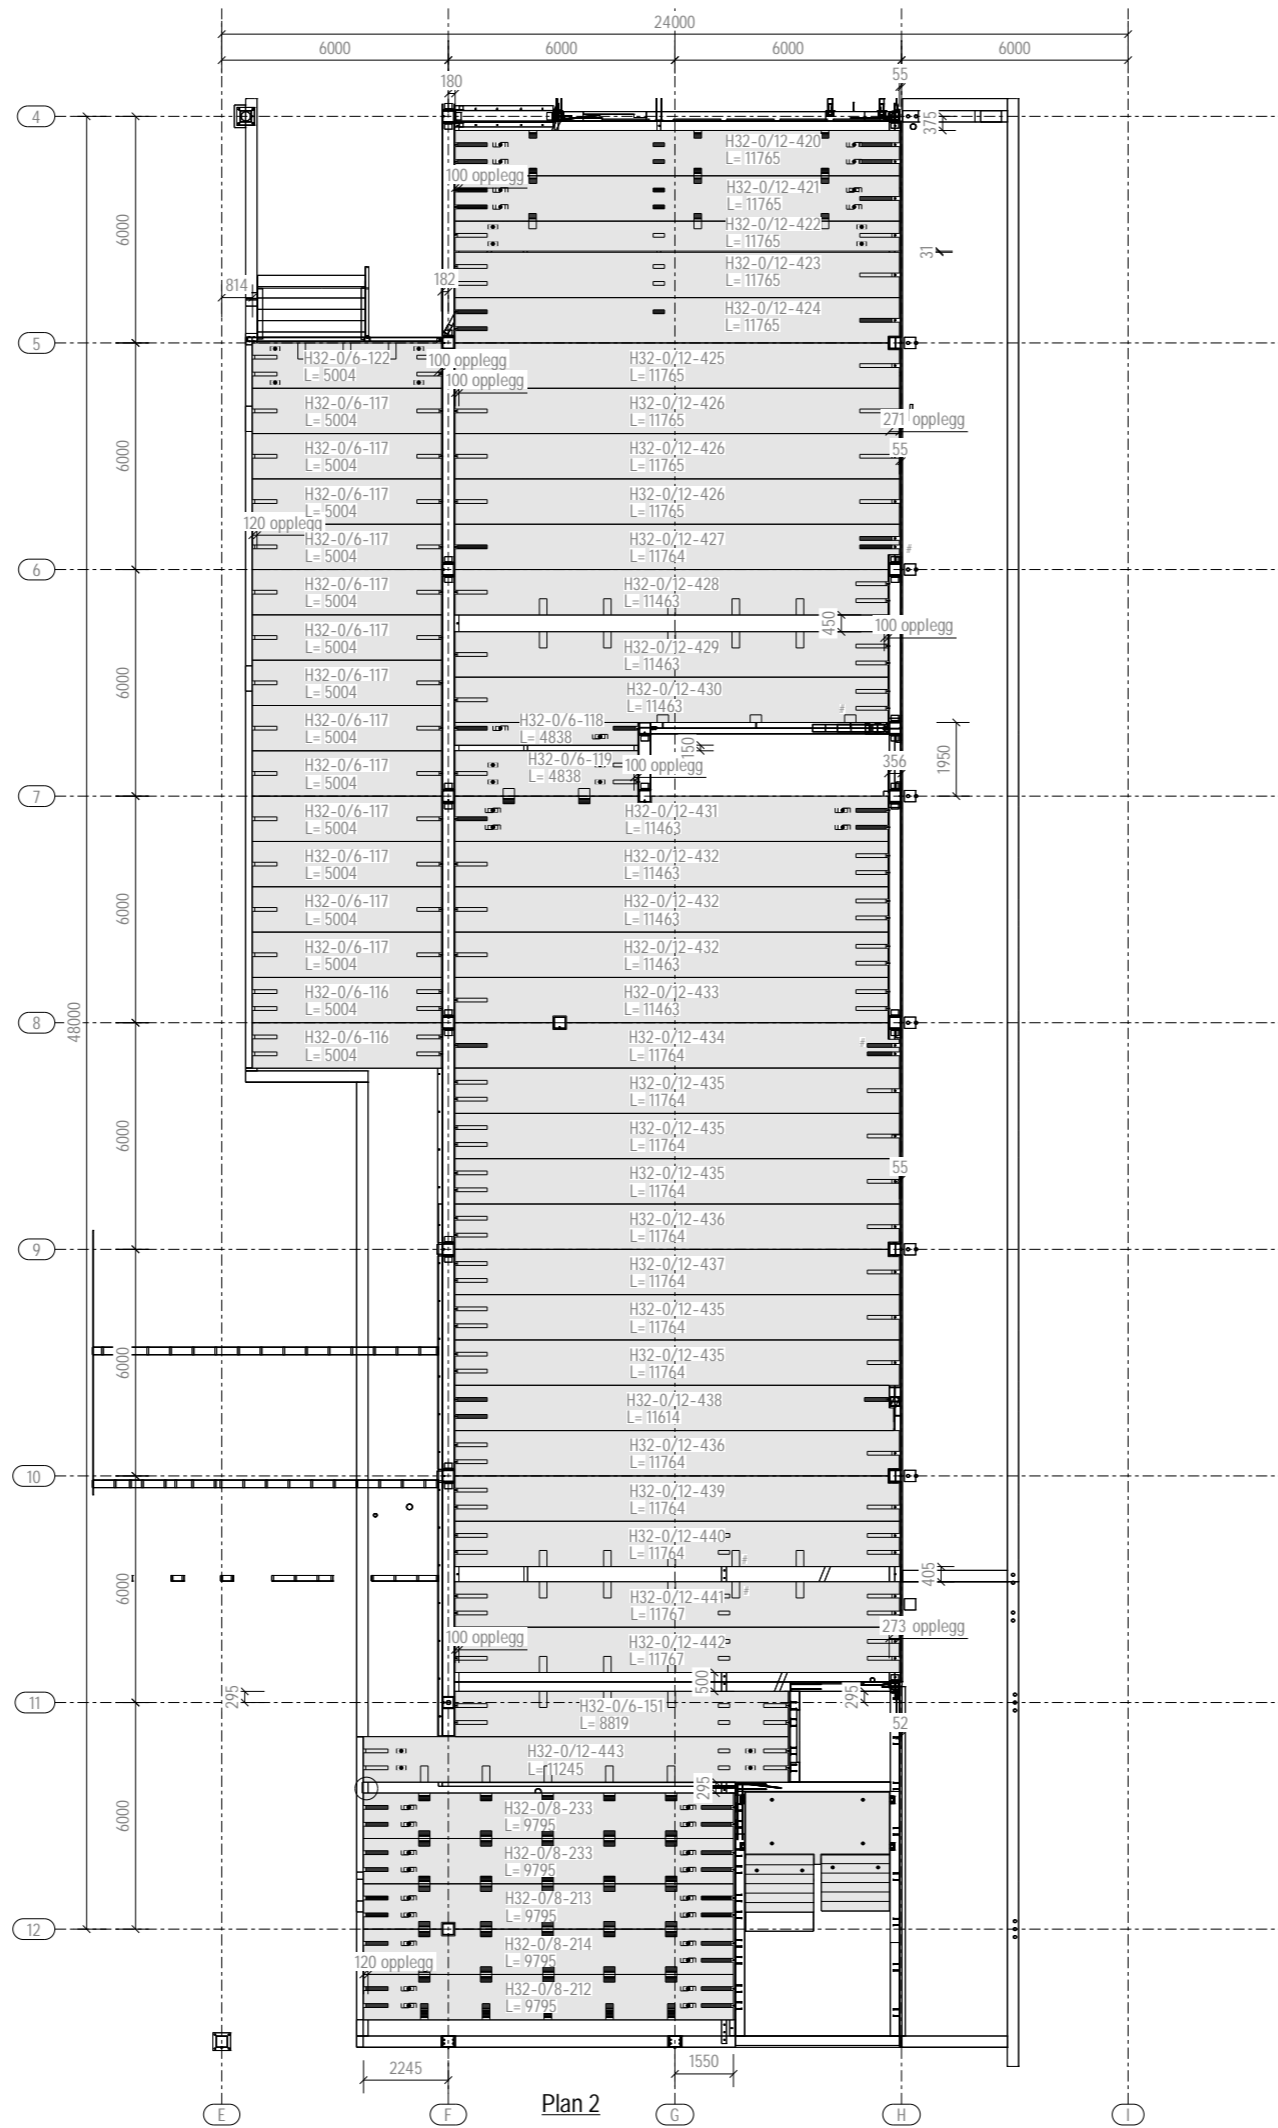 24000
6000
6000
6000
6000
180
55
4
375
H32-0/12-420
L= 11765
100 opplegg
H32-0/12-421
L= 11765
H32-0/12-422
L= 11765
6000
31
H32-0/12-423
L= 11765
814
182
H32-0/12-424
L= 11765
5
H32-0/6-122
L= 5004
100 opplegg
100 opplegg
H32-0/12-425
L= 11765
H32-0/6-117
L= 5004
H32-0/12-426
L= 11765
271 opplegg
6000
H32-0/6-117
L= 5004
H32-0/12-426
L= 11765
55
H32-0/6-117
L= 5004
H32-0/12-426
L= 11765
120 opplegg
H32-0/6-117
L= 5004
H32-0/12-427
L= 11764
#
6
H32-0/6-117
L= 5004
H32-0/12-428
L= 11463
450
100 opplegg
H32-0/6-117
L= 5004
H32-0/12-429
L= 11463
6000
H32-0/6-117
L= 5004
H32-0/12-430
L= 11463
#
H32-0/6-117
L= 5004
H32-0/6-118
L= 4838
150
1950
H32-0/6-117
L= 5004
H32-0/6-119
L= 4838
100 opplegg
356
7
H32-0/6-117
L= 5004
H32-0/12-431
L= 11463
H32-0/6-117
L= 5004
H32-0/12-432
L= 11463
6000
H32-0/6-117
L= 5004
H32-0/12-432
L= 11463
H32-0/6-117
L= 5004
H32-0/12-432
L= 11463
H32-0/6-116
L= 5004
H32-0/12-433
L= 11463
48000
8
H32-0/6-116
L= 5004
H32-0/12-434
L= 11764
#
H32-0/12-435
L= 11764
6000
H32-0/12-435
L= 11764
H32-0/12-435
L= 11764
55
H32-0/12-436
L= 11764
9
H32-0/12-437
L= 11764
H32-0/12-435
L= 11764
6000
H32-0/12-435
L= 11764
H32-0/12-438
L= 11614
H32-0/12-436
L= 11764
10
H32-0/12-439
L= 11764
H32-0/12-440
L= 11764
#
6000
405
H32-0/12-441
L= 11767
#
273 opplegg
100 opplegg
H32-0/12-442
L= 11767
500
295
295
11
H32-0/6-151
L= 8819
52
H32-0/12-443
L= 11245
295
6000
H32-0/8-233
L= 9795
H32-0/8-233
L= 9795
H32-0/8-213
L= 9795
12
H32-0/8-214
L= 9795
120 opplegg
H32-0/8-212
L= 9795
2245
1550
Plan 2
E
F
G
H
I